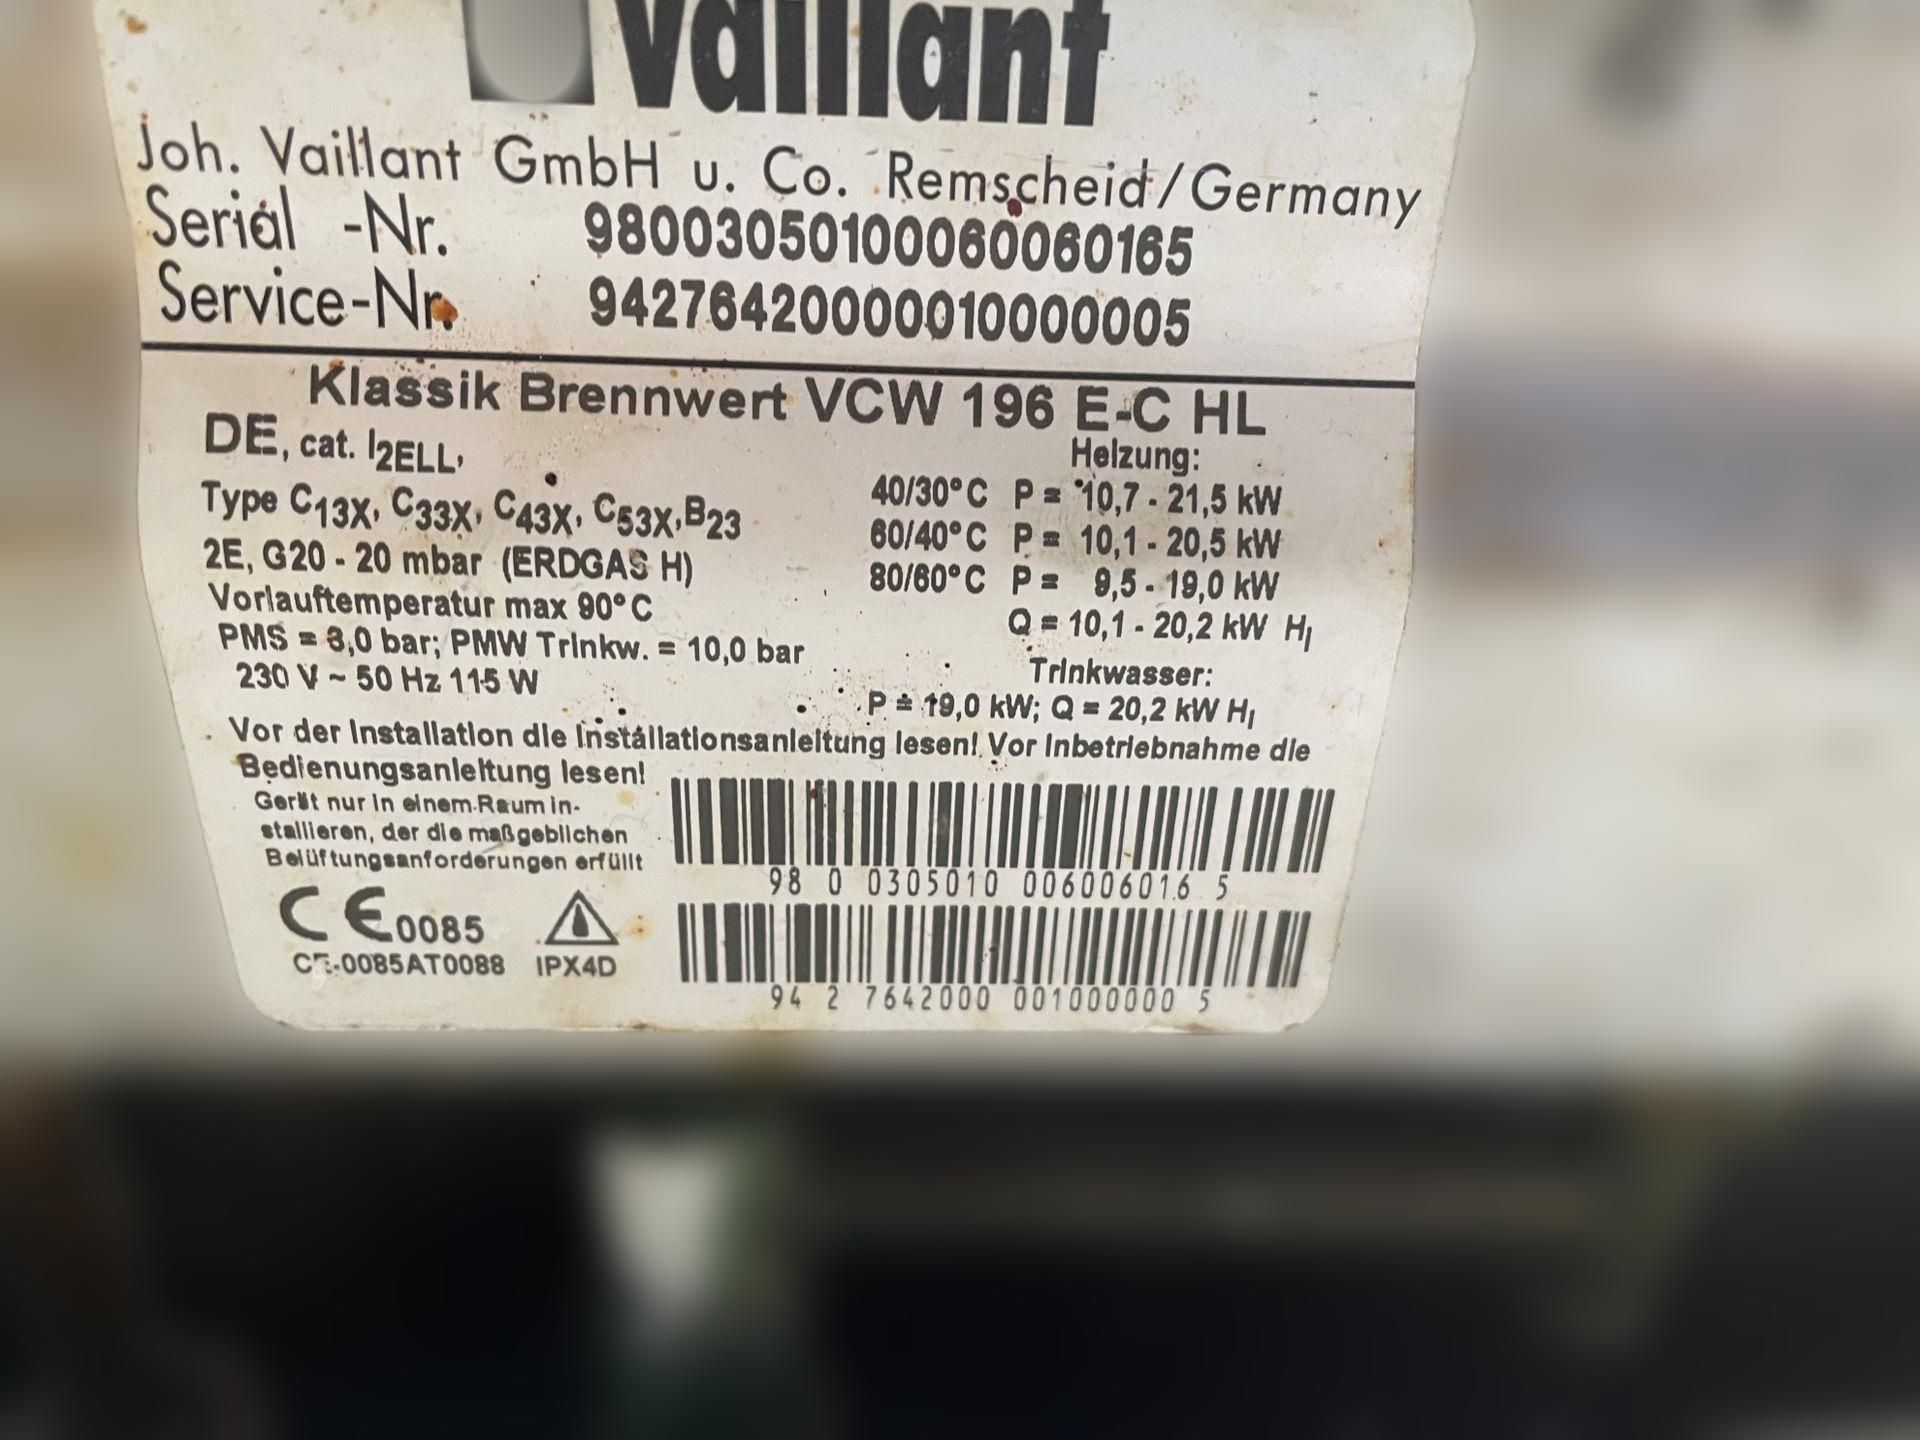 Vaillant
Joh. Vaillant GmbH u. Co. Remscheid/Germany
Serial -Nr. 98003050100060060165
Service-Nr. 94276420000010000005
Klassik Brennwert VCW 196 E-C HL
DE, cat. I2ELL,
Type C13X, C33X, C43X, C53X, B23
2E, G20 - 20 mbar (ERDGAS H)
Vorlauftemperatur max 90°C
PMS = 3,0 bar; PMW Trinkw. = 10,0 bar
230 V ~ 50 Hz 115 W
Heizung:
40/30°C P = 10,7 - 21,5 kW
60/40°C P = 10,1 - 20,5 kW
80/60°C P = 9,5 - 19,0 kW
Q = 10,1 - 20,2 kW Hi
Trinkwasser:
P = 19,0 kW; Q = 20,2 kW Hi
Vor der Installation die Installationsanleitung lesen! Vor Inbetriebnahme die
Bedienungsanleitung lesen!
Gerät nur in einem Raum in-
stallieren, der die maßgeblichen
Belüftungsanforderungen erfüllt
CE 0085
CE-0085AT0088
IPX4D
98 0 0305010 006006016 5
94 2 7642000 001000000 5